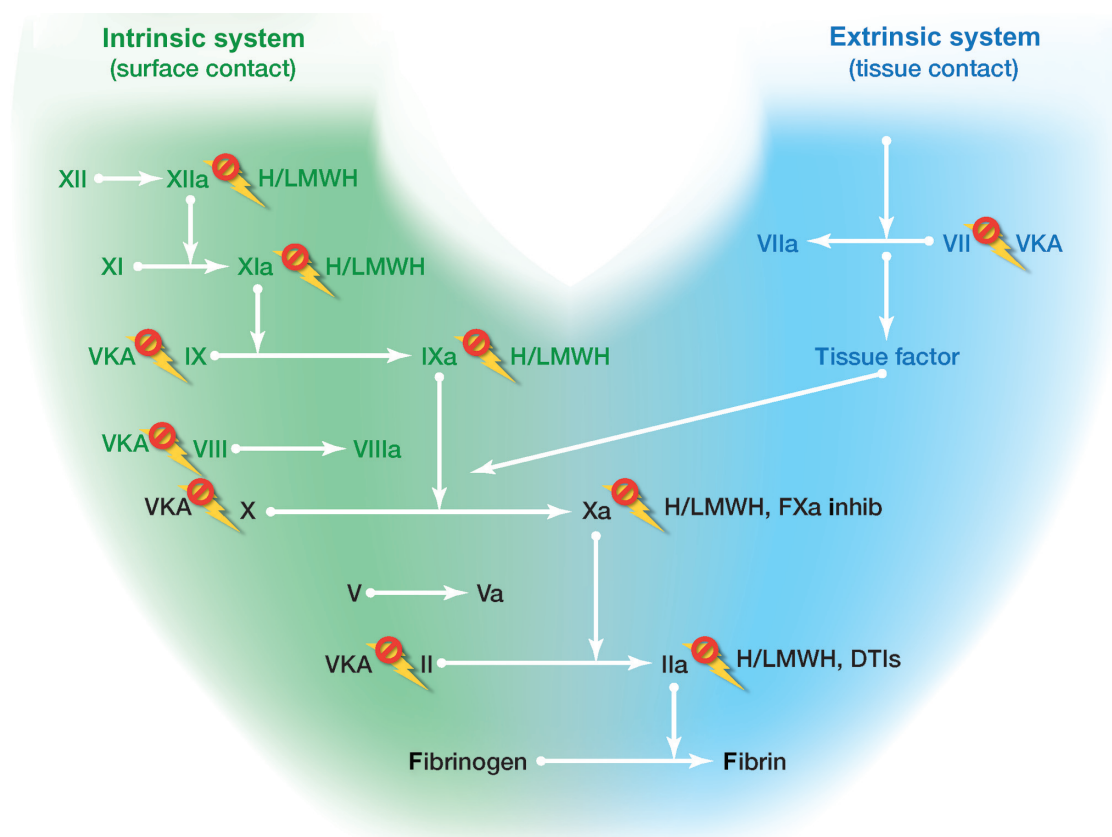 Intrinsic system
(surface contact)
Extrinsic system
(tissue contact)
XII XIIa H/LMWH
VIIa VII VKA
XI XIa H/LMWH
VKA IX IXa H/LMWH
Tissue factor
VKA VIII VIIIa
VKA X Xa H/LMWH, FXa inhib
V Va
VKA II IIa H/LMWH, DTIs
Fibrinogen Fibrin